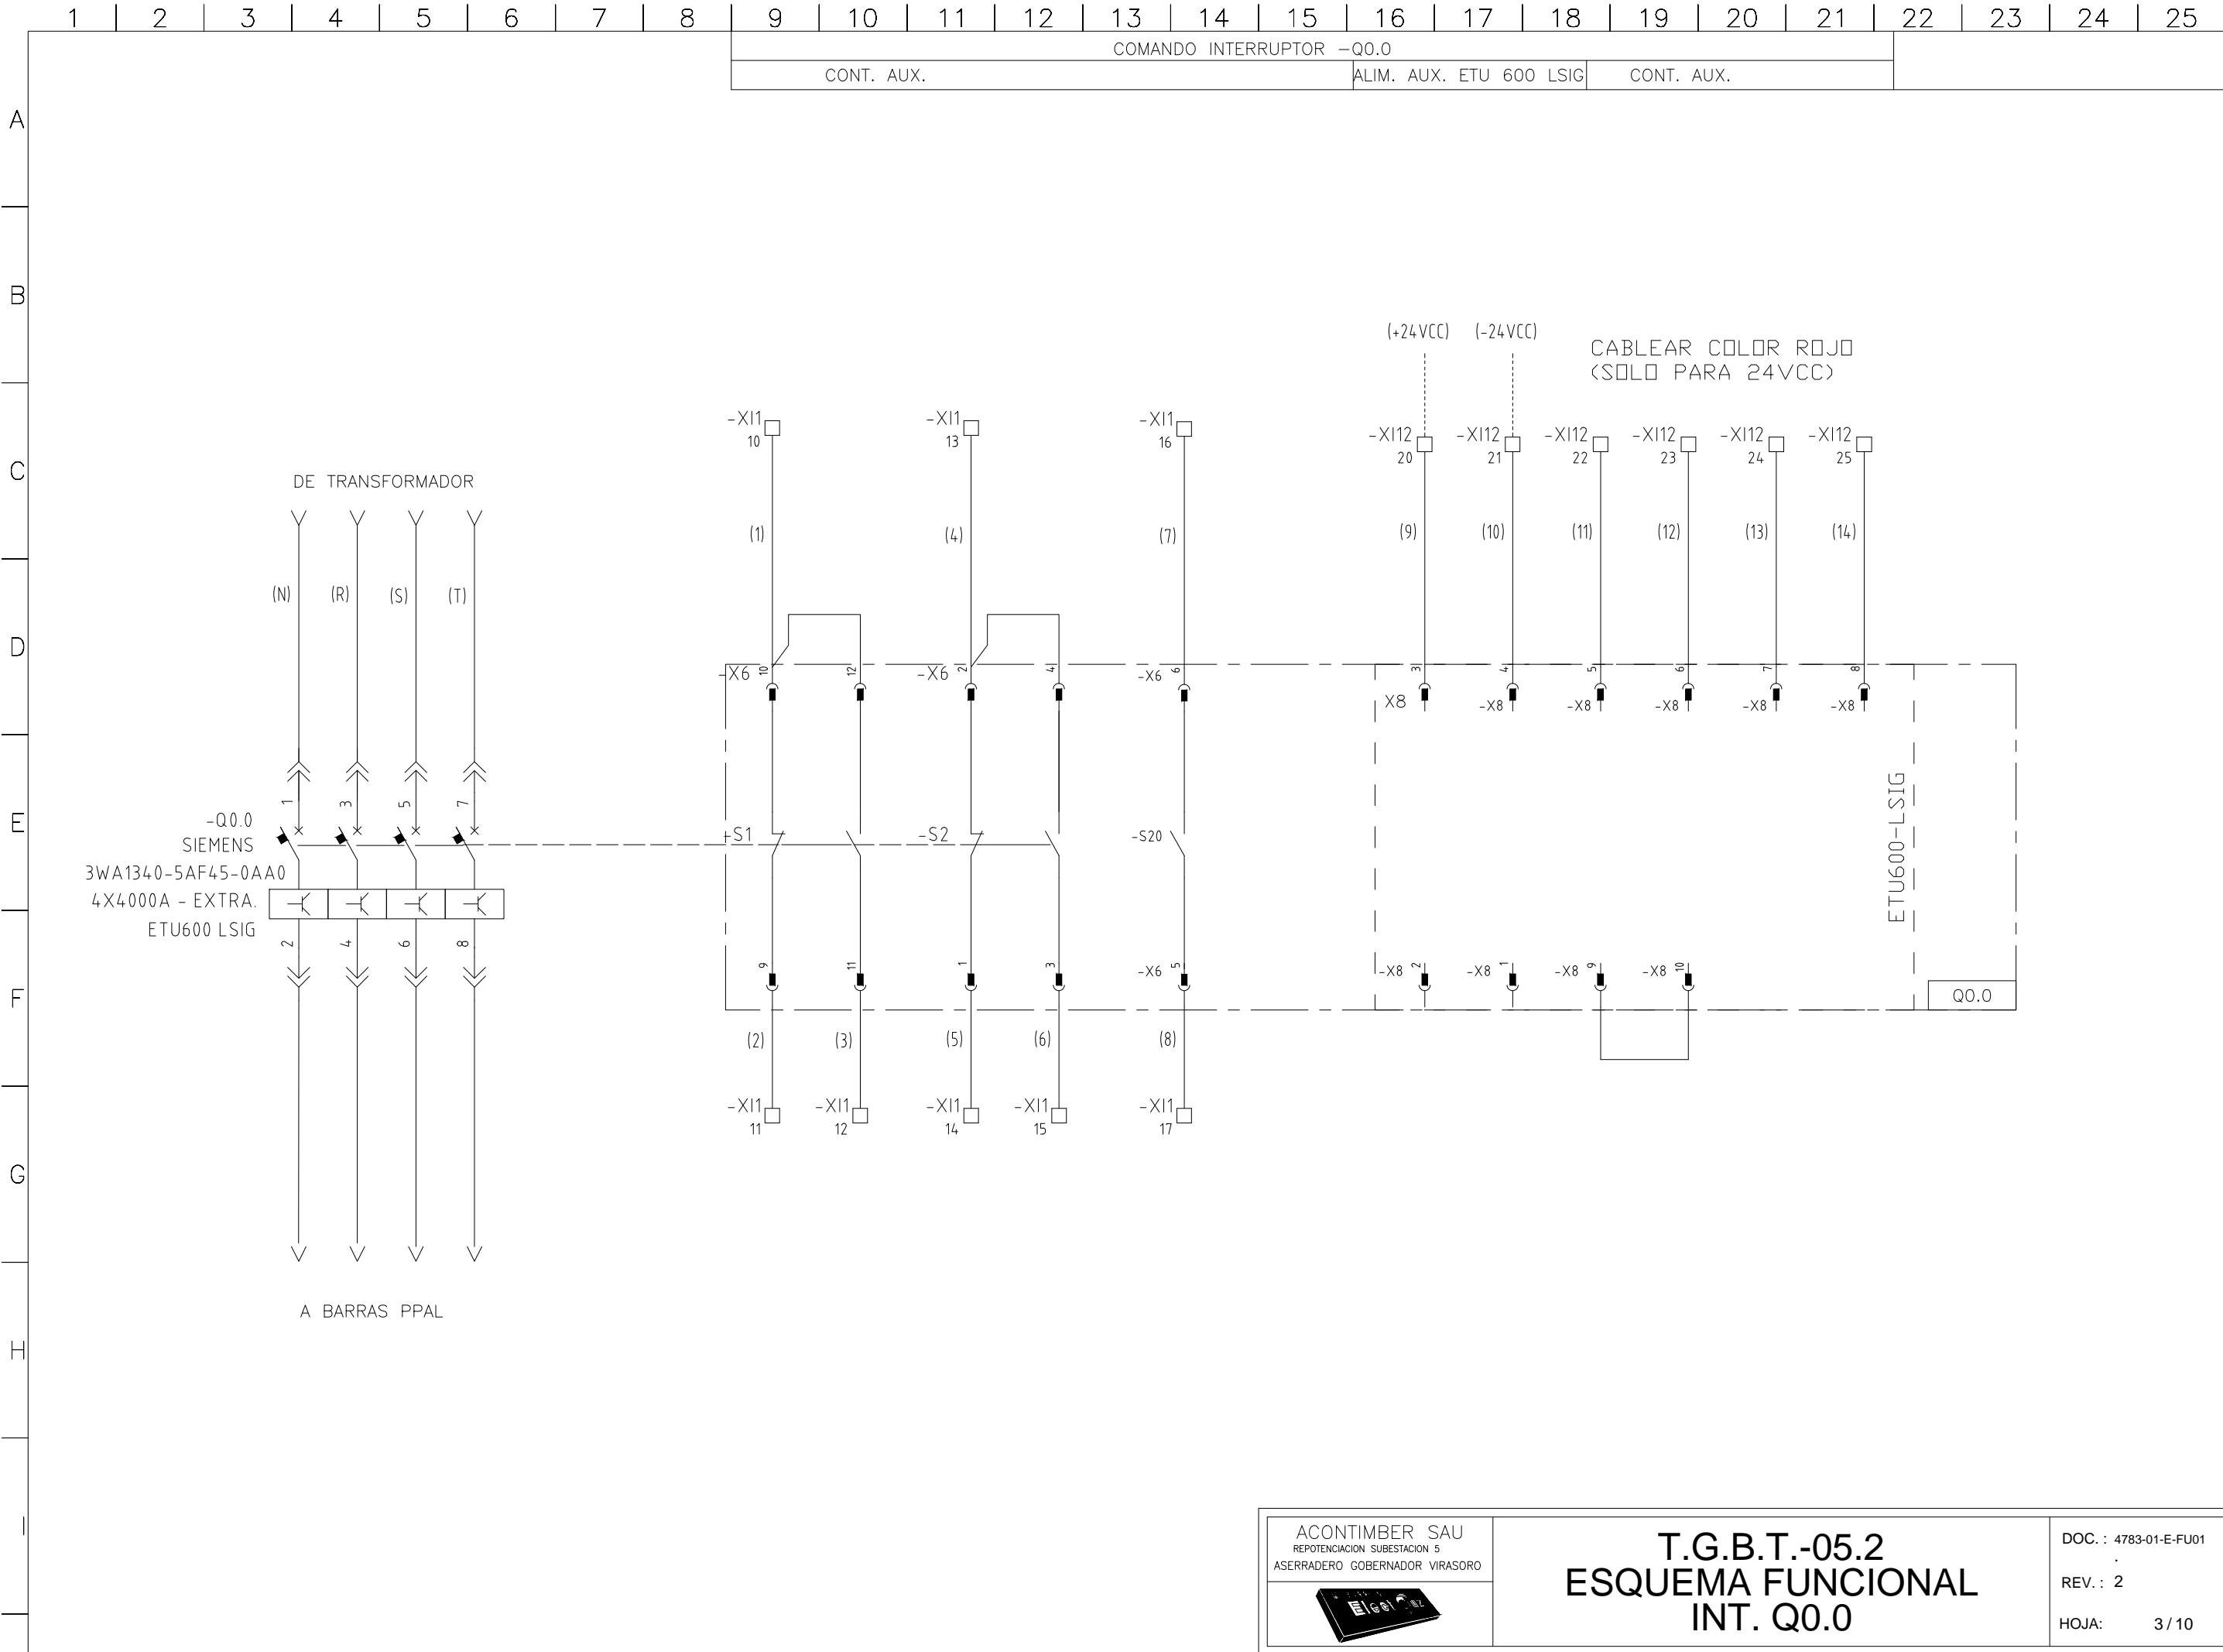 1 2 3 4 5 6 7 8 9 10 11 12 13 14 15 16 17 18 19 20 21 22 23 24 25
COMANDO INTERRUPTOR -Q0.0
CONT. AUX. ALIM. AUX. ETU 600 LSIG CONT. AUX.
A
B
(+24VCC) (-24VCC)
CABLEAR COLOR ROJO
(SOLO PARA 24VCC)
-XI1 -XI1 -XI1
10 13 16
-XI12 -XI12 -XI12 -XI12 -XI12 -XI12
20 21 22 23 24 25
C
DE TRANSFORMADOR
(1) (4) (7) (9) (10) (11) (12) (13) (14)
(N) (R) (S) (T)
D
10 12 2 4 6 3 4 5 6 7 8
-X6 -X6 -X6
X8 -X8 -X8 -X8 -X8 -X8
1 3 5 7
E
-Q0.0
SIEMENS
3WA1340-5AF45-0AA0
4X4000A - EXTRA.
ETU600 LSIG
-S1 -S2 -S20
ETU600-LSIG
2 4 6 8
9 11 1 3 -X6 5
-X8 2 -X8 1 -X8 9 -X8 10
F
Q0.0
(2) (3) (5) (6) (8)
-XI1 -XI1 -XI1 -XI1 -XI1
11 12 14 15 17
G
A BARRAS PPAL
H
I
ACONTIMBER SAU
REPOTENCIACION SUBESTACION 5
ASERRADERO GOBERNADOR VIRASORO
T.G.B.T.-05.2
ESQUEMA FUNCIONAL
INT. Q0.0
DOC. : 4783-01-E-FU01
.
REV. : 2
HOJA: 3 / 10